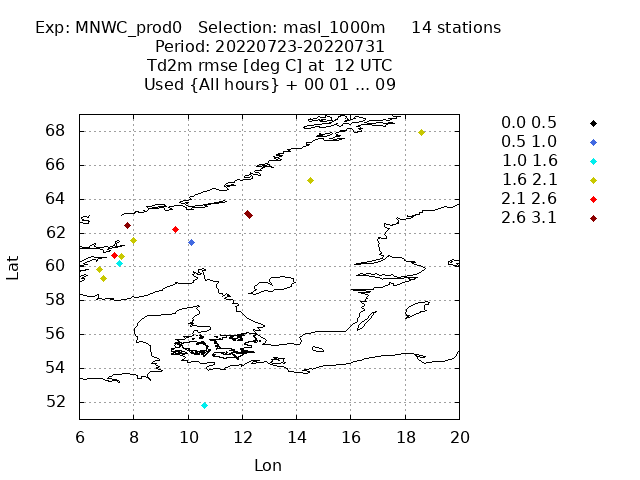 Exp: MNWC_prod0 Selection: masl_1000m 14 stations
Period: 20220723-20220731
Td2m rmse [deg C] at 12 UTC
Used {All hours} + 00 01 ... 09
0.0 0.5
0.5 1.0
1.0 1.6
1.6 2.1
2.1 2.6
2.6 3.1
68
66
64
62
60
58
56
54
52
Lat
6 8 10 12 14 16 18 20
Lon